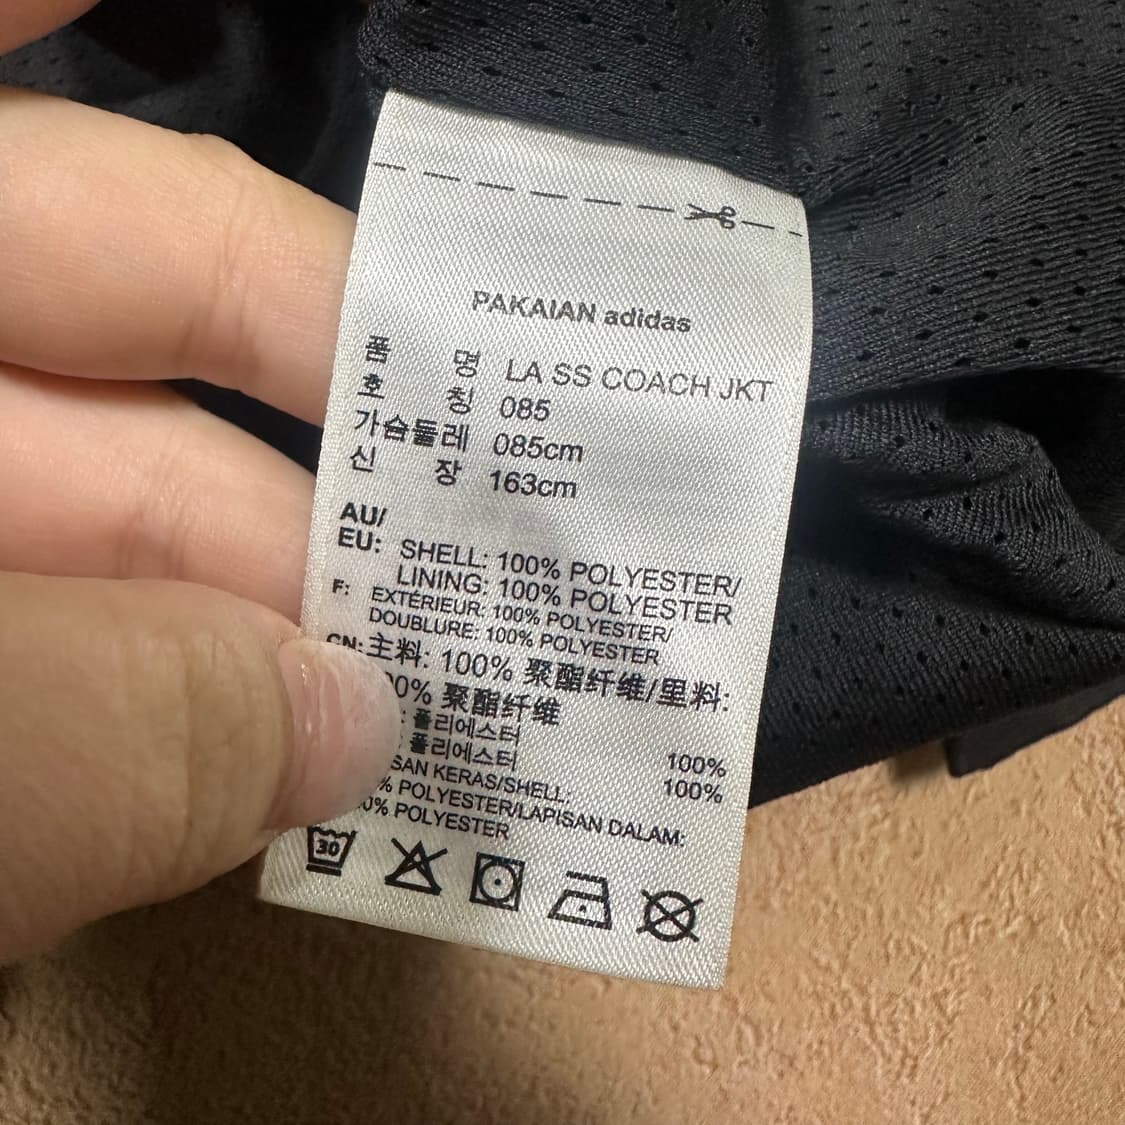 PAKAIAN adidas
품 명 LA SS COACH JKT
호 칭 085
가슴둘레 085cm
신 장 163cm
AU/
EU: SHELL: 100% POLYESTER/
LINING: 100% POLYESTER
F: EXTÉRIEUR: 100% POLYESTER/
DOUBLURE: 100% POLYESTER
CN:主料: 100% 聚酯纤维/里料:
00% 聚酯纤维
: 폴리에스터 100%
: 폴리에스터 100%
SAN KERAS/SHELL:
% POLYESTER/LAPISAN DALAM:
0% POLYESTER
30